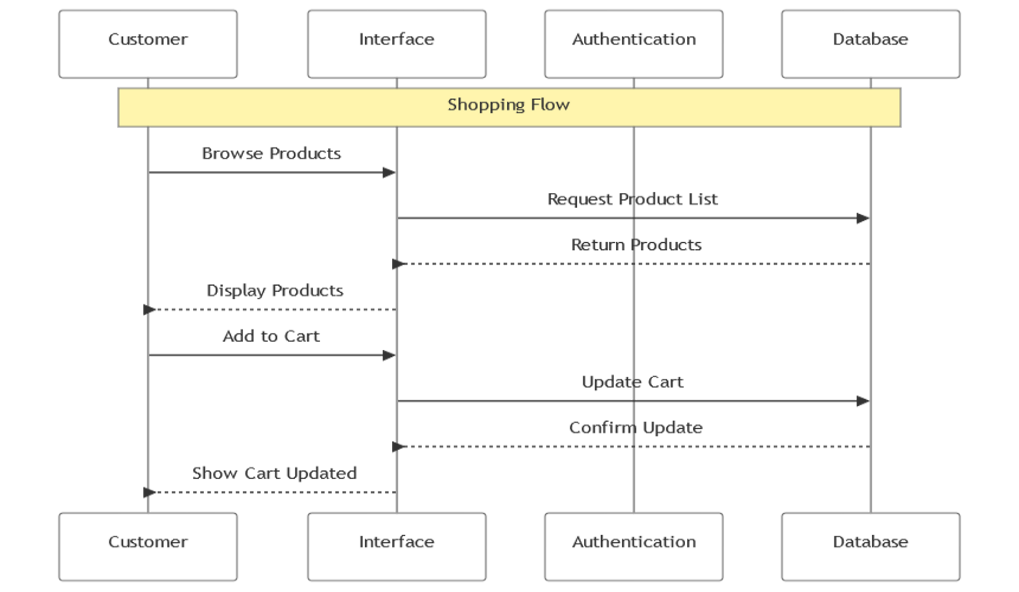 Customer Interface Authentication Database
Shopping Flow
Browse Products
Request Product List
Return Products
Display Products
Add to Cart
Update Cart
Confirm Update
Show Cart Updated
Customer Interface Authentication Database